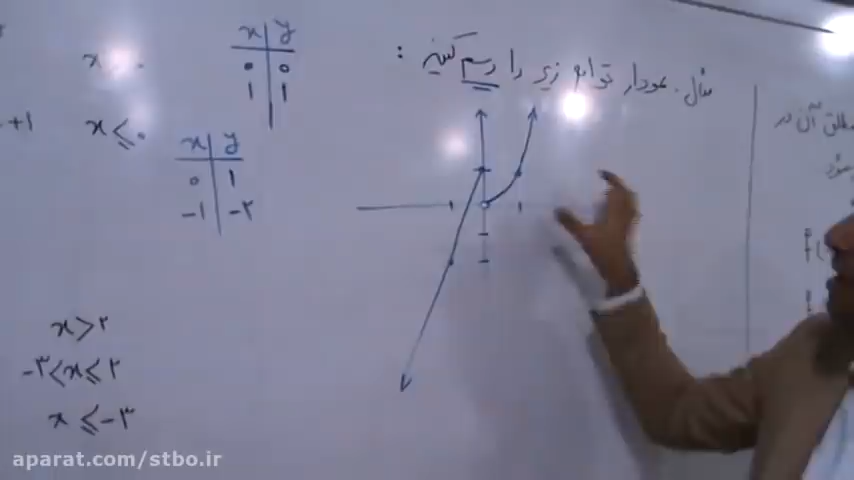 مثال. نمودار توابع زیر را رسم کنید :
x y
۰ ۰
۱ ۱
+۱
x ≤ ۰
x y
۰ ۱
-۱ -۲
x > ۲
-۳ < x ≤ ۲
x ≤ -۳
aparat.com/stbo.ir